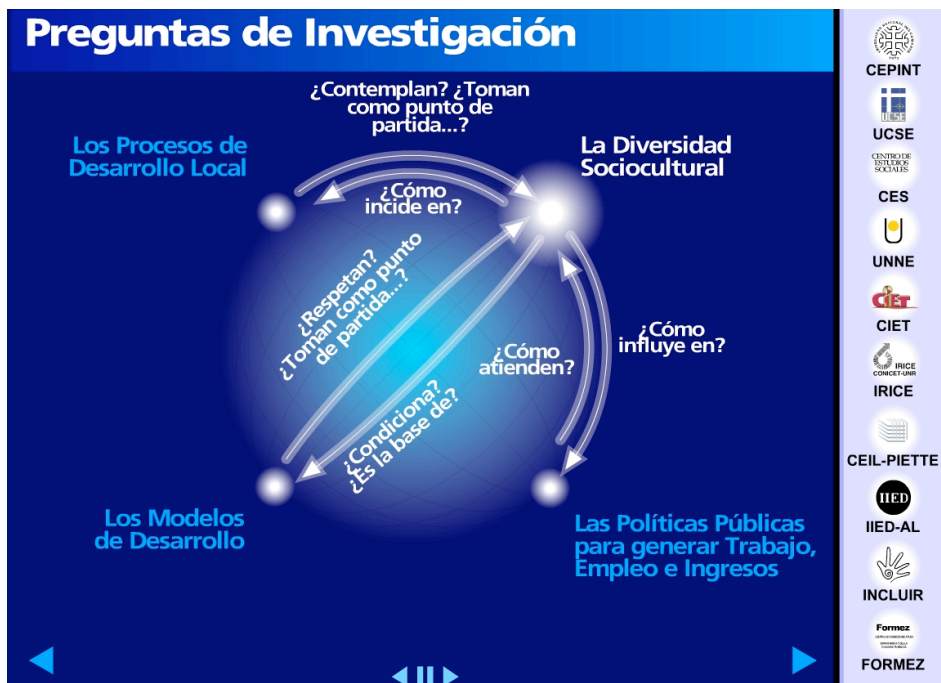 Preguntas de Investigación
¿Contemplan? ¿Toman
como punto de
partida...?
Los Procesos de
Desarrollo Local
La Diversidad
Sociocultural
¿Cómo
incide en?
¿Respetan?
¿Toman como punto
de partida...?
¿Cómo
atienden?
¿Cómo
influye en?
¿Condiciona?
¿Es la base de?
Los Modelos
de Desarrollo
Las Políticas Públicas
para generar Trabajo,
Empleo e Ingresos
CEPINT
UCSE
UCSE
CENTRO DE
ESTUDIOS
SOCIALES
CES
UNNE
CIET
CIET
IRICE
CONICET-UNR
IRICE
CEIL-PIETTE
IIED
IIED-AL
INCLUIR
Formez
FORMEZ